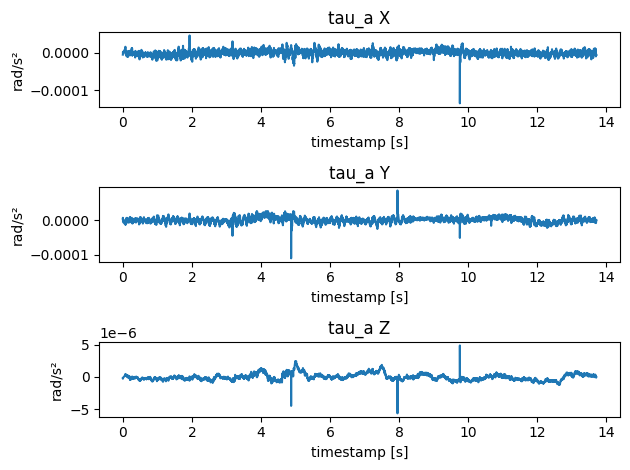 tau_a X
rad/s²
0.0000
−0.0001
0 2 4 6 8 10 12 14
timestamp [s]
tau_a Y
rad/s²
0.0000
−0.0001
0 2 4 6 8 10 12 14
timestamp [s]
tau_a Z
1e−6
rad/s²
5
0
−5
0 2 4 6 8 10 12 14
timestamp [s]